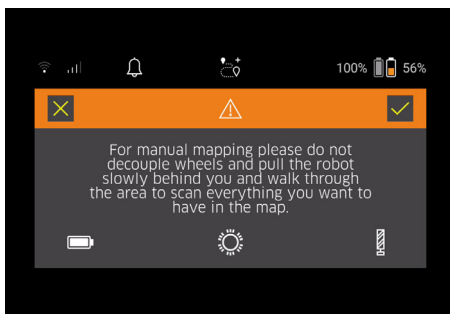 100% 56%
For manual mapping please do not
decouple wheels and pull the robot
slowly behind you and walk through
the area to scan everything you want to
have in the map.